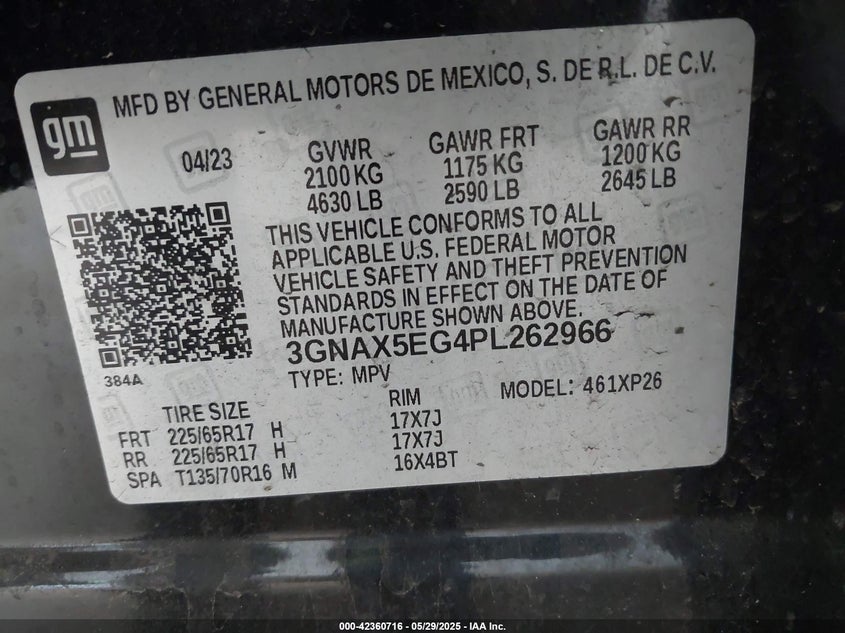 gm
MFD BY GENERAL MOTORS DE MEXICO, S. DE R.L. DE C.V.
04/23
GVWR
2100 KG
4630 LB
GAWR FRT
1175 KG
2590 LB
GAWR RR
1200 KG
2645 LB
THIS VEHICLE CONFORMS TO ALL
APPLICABLE U.S. FEDERAL MOTOR
VEHICLE SAFETY AND THEFT PREVENTION
STANDARDS IN EFFECT ON THE DATE OF
MANUFACTURE SHOWN ABOVE.
3GNAX5EG4PL262966
384A
TYPE: MPV
MODEL: 461XP26
TIRE SIZE RIM
FRT 225/65R17 H 17X7J
RR 225/65R17 H 17X7J
SPA T135/70R16 M 16X4BT
000-42360716 - 05/29/2025 - IAA Inc.